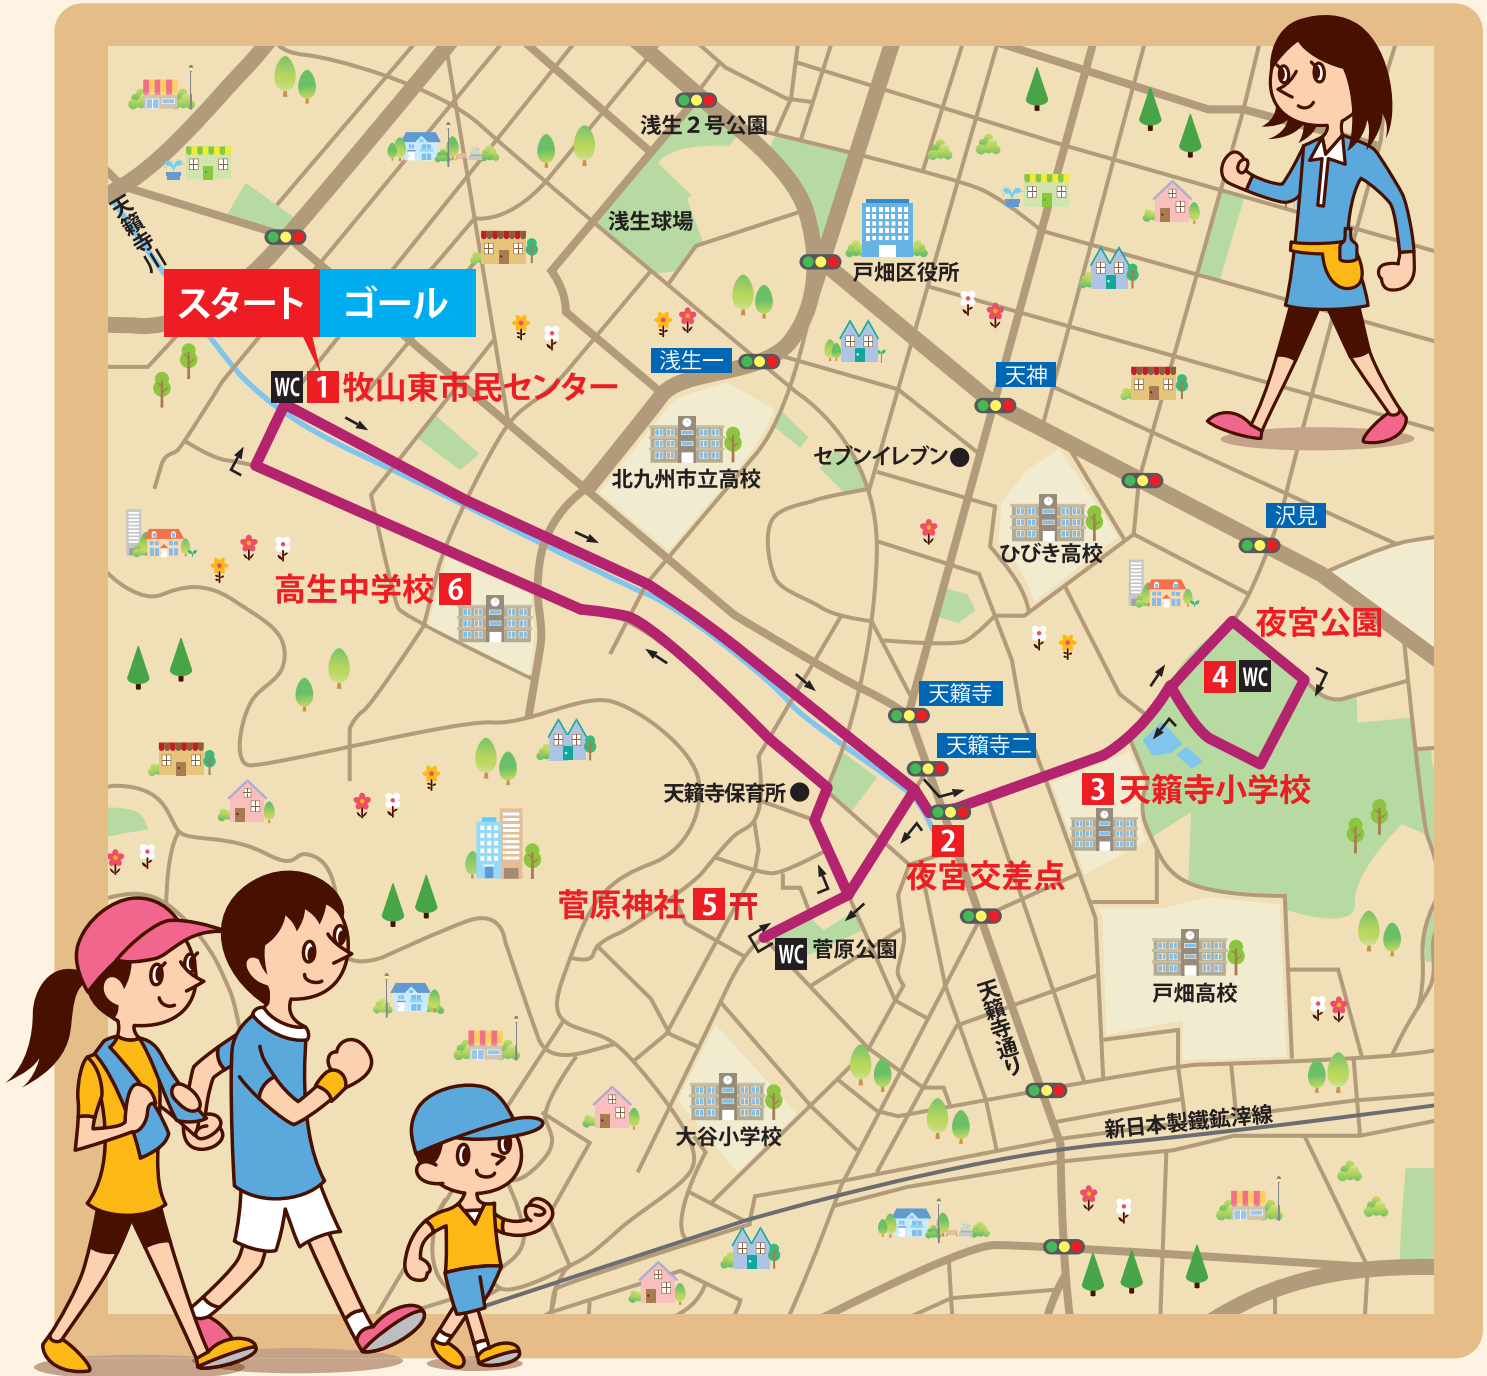 浅生２号公園
天籟寺川
浅生球場
戸畑区役所
スタート ゴール
浅生一
天神
WC 1 牧山東市民センター
セブンイレブン
北九州市立高校
沢見
ひびき高校
高生中学校 6
夜宮公園
4 WC
天籟寺
天籟寺二
天籟寺保育所
3 天籟寺小学校
2
夜宮交差点
菅原神社 5
WC 菅原公園
戸畑高校
天籟寺通り
新日本製鐵鉱滓線
大谷小学校